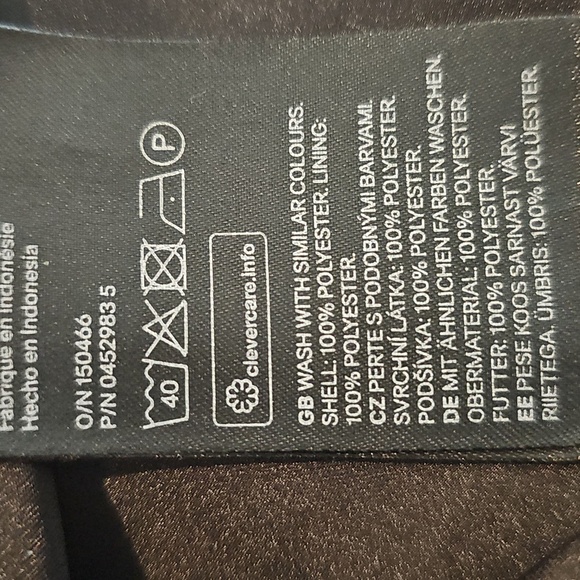 Fabriqué en Indonésie
Hecho en Indonesia
O/N 150466
P/N 0452983 5
40
P
clevercare.info
GB WASH WITH SIMILAR COLOURS.
SHELL: 100% POLYESTER. LINING:
100% POLYESTER.
CZ PERTE S PODOBNÝMI BARVAMI.
SVRCHNÍ LÁTKA: 100% POLYESTER.
PODŠÍVKA: 100% POLYESTER.
DE MIT ÄHNLICHEN FARBEN WASCHEN.
OBERMATERIAL: 100% POLYESTER.
FUTTER: 100% POLYESTER.
EE PESE KOOS SARNAST VÄRVI
RIIETEGA. ÜMBRIS: 100% POLÜESTER.